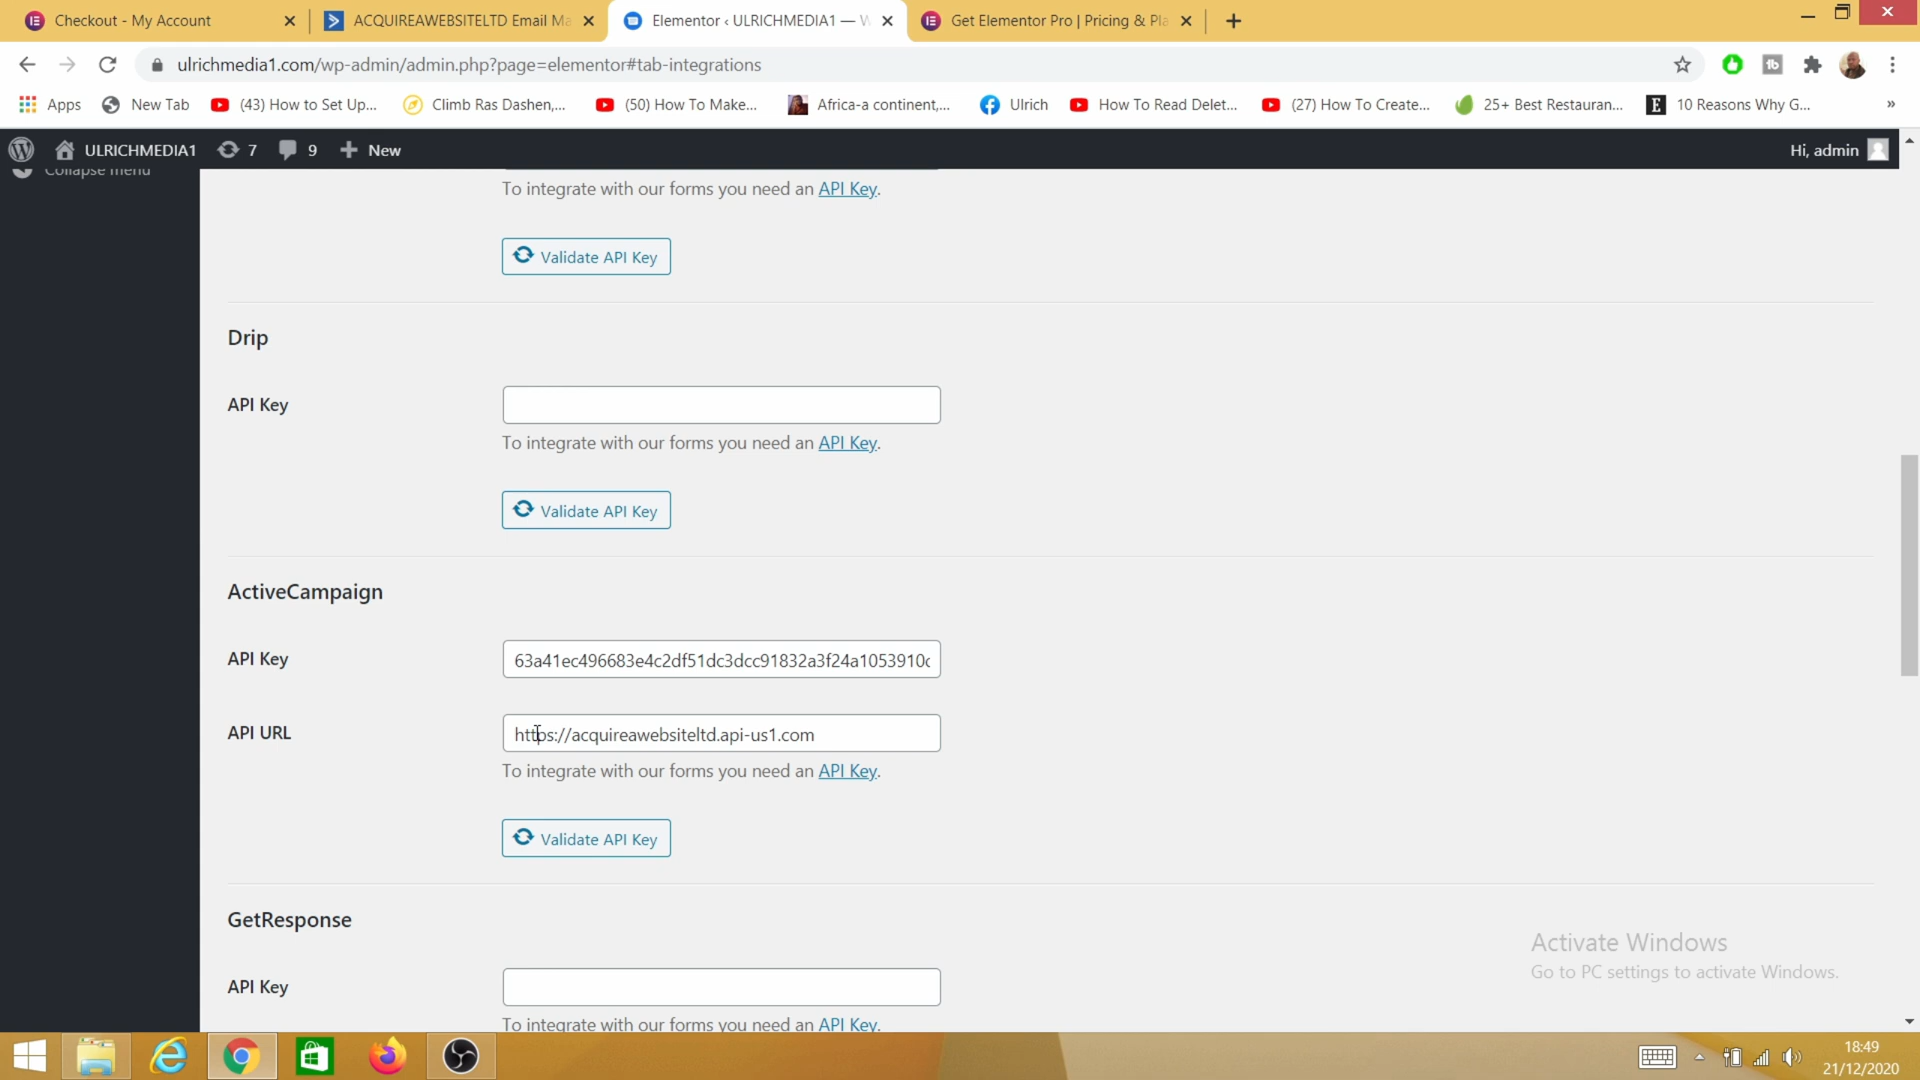 Checkout - My Account
ACQUIREAWEBSITELTD Email Ma
Elementor ‹ ULRICHMEDIA1 — W
Get Elementor Pro | Pricing & Pla
ulrichmedia1.com/wp-admin/admin.php?page=elementor#tab-integrations
Apps
New Tab
(43) How to Set Up...
Climb Ras Dashen,...
(50) How To Make...
Africa-a continent,...
Ulrich
How To Read Delet...
(27) How To Create...
25+ Best Restauran...
10 Reasons Why G...
»
ULRICHMEDIA1
7
9
New
Hi, admin
Collapse menu
To integrate with our forms you need an API Key.
Validate API Key
Drip
API Key
To integrate with our forms you need an API Key.
Validate API Key
ActiveCampaign
API Key
63a41ec496683e4c2df51dc3dcc91832a3f24a1053910c
API URL
https://acquireawebsiteltd.api-us1.com
To integrate with our forms you need an API Key.
Validate API Key
GetResponse
API Key
To integrate with our forms you need an API Key.
Activate Windows
Go to PC settings to activate Windows.
18:49
21/12/2020